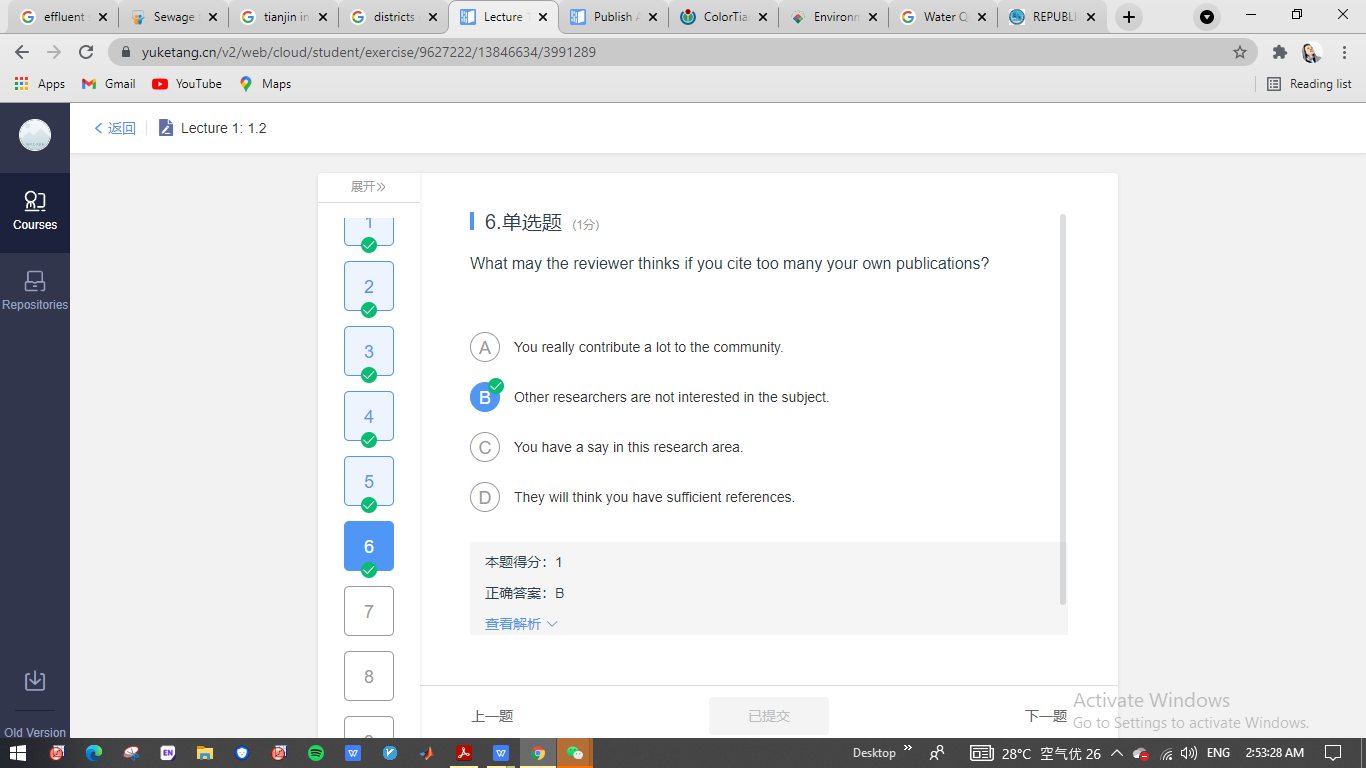 effluent
Sewage
tianjin in
districts
Lecture
Publish
ColorTia
Environ
Water Q
REPUBLI
yuketang.cn/v2/web/cloud/student/exercise/9627222/13846634/3991289
Apps
Gmail
YouTube
Maps
Reading list
返回
Lecture 1: 1.2
Courses
Repositories
Old Version
展开
1
2
3
4
5
6
7
8
6.单选题 (1分)
What may the reviewer thinks if you cite too many your own publications?
A You really contribute a lot to the community.
B Other researchers are not interested in the subject.
C You have a say in this research area.
D They will think you have sufficient references.
本题得分：1
正确答案：B
查看解析
上一题
已提交
下一题
Activate Windows
Go to Settings to activate Windows.
EN
Desktop
28°C 空气优 26
ENG
2:53:28 AM